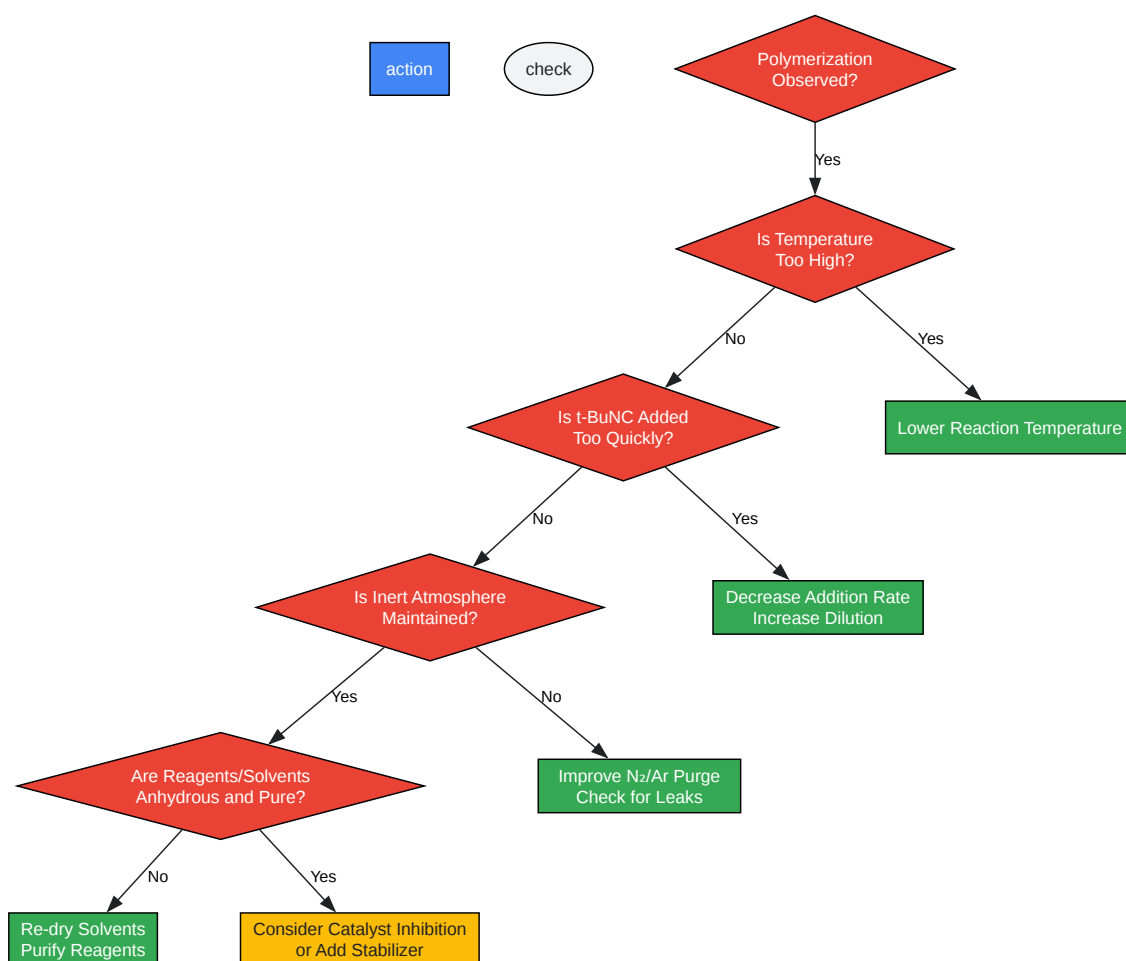 action
check
Polymerization
Observed?
Yes
Is Temperature
Too High?
No
Yes
Is t-BuNC Added
Too Quickly?
Lower Reaction Temperature
No
Yes
Is Inert Atmosphere
Maintained?
Decrease Addition Rate
Increase Dilution
Yes
No
Are Reagents/Solvents
Anhydrous and Pure?
Improve N₂/Ar Purge
Check for Leaks
No
Yes
Re-dry Solvents
Purify Reagents
Consider Catalyst Inhibition
or Add Stabilizer